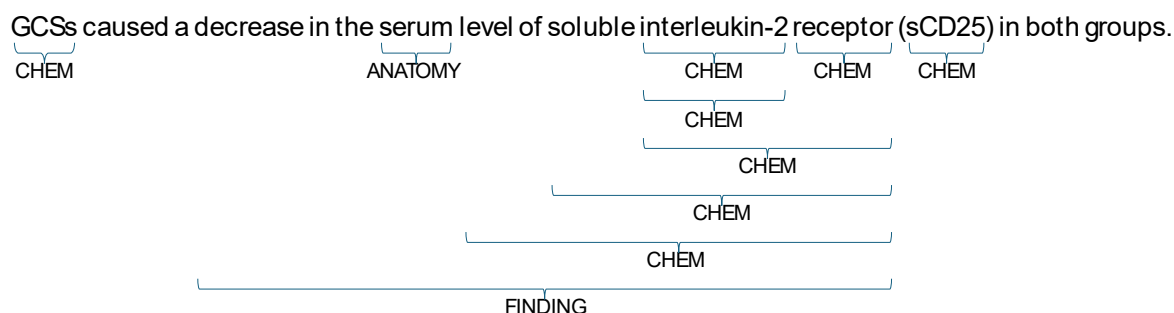 GCSs caused a decrease in the serum level of soluble interleukin-2 receptor (sCD25) in both groups.
CHEM ANATOMY CHEM CHEM CHEM
CHEM
CHEM
CHEM
CHEM
FINDING